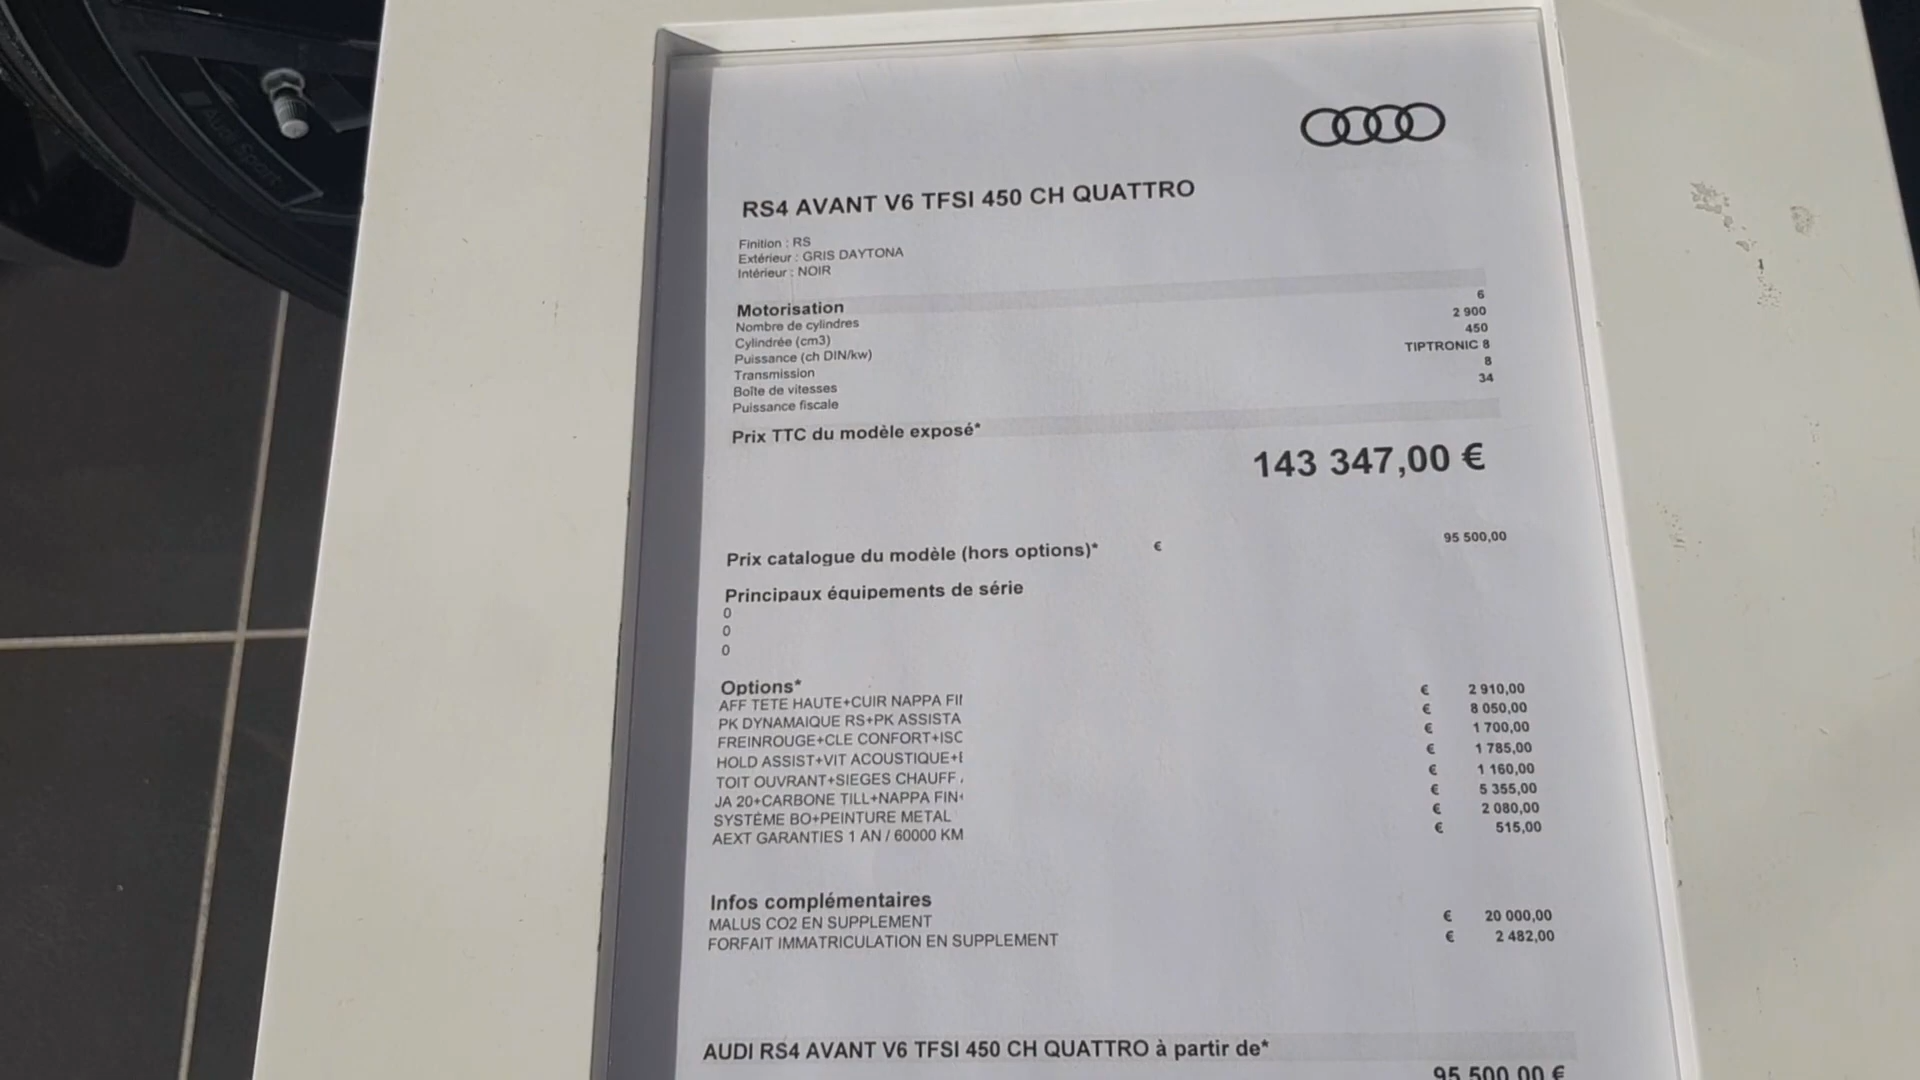 Audi Sport
RS4 AVANT V6 TFSI 450 CH QUATTRO
Finition : RS
Extérieur : GRIS DAYTONA
Intérieur : NOIR
Motorisation
Nombre de cylindres 6
Cylindrée (cm3) 2 900
Puissance (ch DIN/kw) 450
Transmission TIPTRONIC 8
Boîte de vitesses 8
Puissance fiscale 34
Prix TTC du modèle exposé*
143 347,00 €
Prix catalogue du modèle (hors options)* € 95 500,00
Principaux équipements de série
0
0
0
Options*
AFF TETE HAUTE+CUIR NAPPA FII € 2 910,00
PK DYNAMAIQUE RS+PK ASSISTA € 8 050,00
FREINROUGE+CLE CONFORT+ISC € 1 700,00
HOLD ASSIST+VIT ACOUSTIQUE+ € 1 785,00
TOIT OUVRANT+SIEGES CHAUFF € 1 160,00
JA 20+CARBONE TILL+NAPPA FIN+ € 5 355,00
SYSTÈME BO+PEINTURE METAL € 2 080,00
AEXT GARANTIES 1 AN / 60000 KM € 515,00
Infos complémentaires
MALUS CO2 EN SUPPLEMENT € 20 000,00
FORFAIT IMMATRICULATION EN SUPPLEMENT € 2 482,00
AUDI RS4 AVANT V6 TFSI 450 CH QUATTRO à partir de*
95 500,00 €